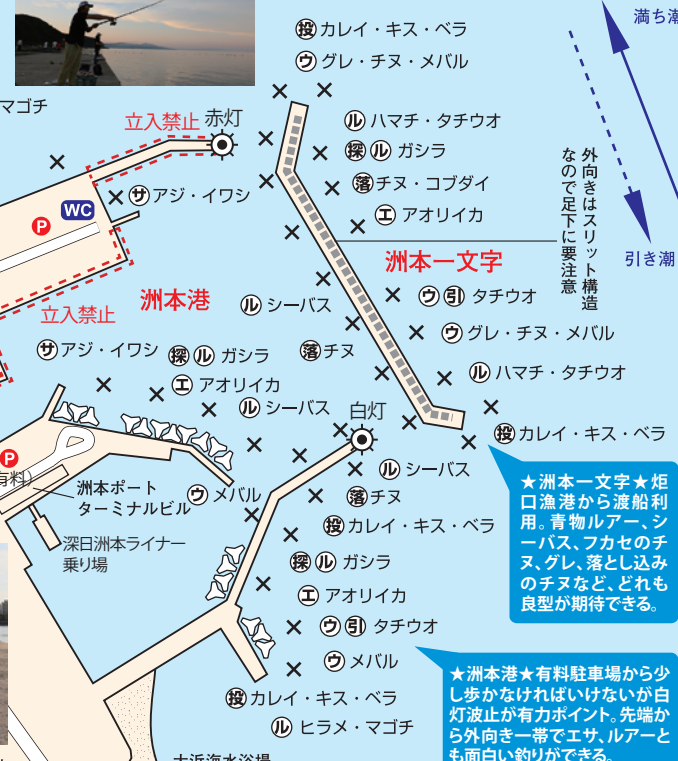 満ち潮
引き潮
外向きはスリット構造
なので足下に要注意
投 カレイ・キス・ベラ
ウ グレ・チヌ・メバル
マゴチ
立入禁止
赤灯
ル ハマチ・タチウオ
探 ル ガシラ
落 チヌ・コブダイ
エ アオリイカ
WC
サ アジ・イワシ
P
洲本一文字
洲本港
ル シーバス
ウ 引 タチウオ
立入禁止
ウ グレ・チヌ・メバル
サ アジ・イワシ
探 ル ガシラ
落 チヌ
ル ハマチ・タチウオ
エ アオリイカ
ル シーバス
白灯
投 カレイ・キス・ベラ
P
有料)
洲本ポート
ターミナルビル
ウ メバル
深日洲本ライナー
乗り場
ル シーバス
落 チヌ
投 カレイ・キス・ベラ
探 ル ガシラ
エ アオリイカ
ウ 引 タチウオ
ウ メバル
投 カレイ・キス・ベラ
ル ヒラメ・マゴチ
★洲本一文字★炬
口漁港から渡船利
用。青物ルアー、シ
ーバス、フカセのチ
ヌ、グレ、落とし込み
のチヌなど、どれも
良型が期待できる。
★洲本港★有料駐車場から少
し歩かなければいけないが白
灯波止が有力ポイント。先端か
ら外向き一帯でエサ、ルアーと
も面白い釣りができる。
大浜海水浴場